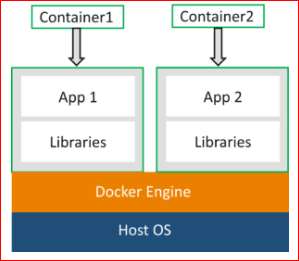 Container1
Container2
App 1
App 2
Libraries
Libraries
Docker Engine
Host OS